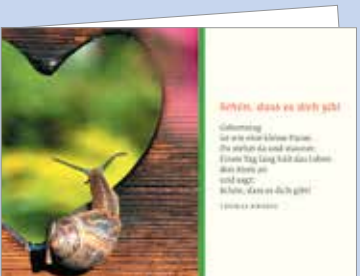 Schön, dass es dich gibt
Geburtstag
ist wie eine kleine Pause.
Du stehst da und staunst.
Einen Tag lang hält das Leben
den Atem an
und sagt:
Schön, dass es dich gibt!